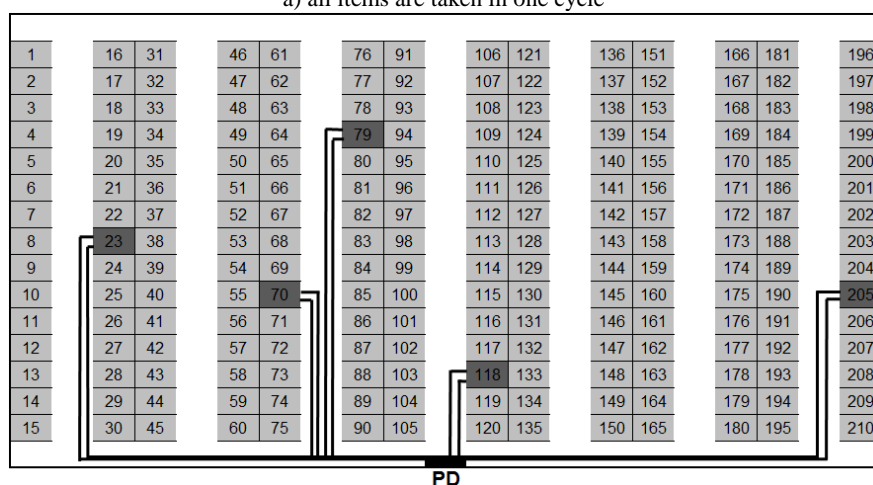 a) all items are taken in one cycle
1 16 31 46 61 76 91 106 121 136 151 166 181 196
2 17 32 47 62 77 92 107 122 137 152 167 182 197
3 18 33 48 63 78 93 108 123 138 153 168 183 198
4 19 34 49 64 79 94 109 124 139 154 169 184 199
5 20 35 50 65 80 95 110 125 140 155 170 185 200
6 21 36 51 66 81 96 111 126 141 156 171 186 201
7 22 37 52 67 82 97 112 127 142 157 172 187 202
8 23 38 53 68 83 98 113 128 143 158 173 188 203
9 24 39 54 69 84 99 114 129 144 159 174 189 204
10 25 40 55 70 85 100 115 130 145 160 175 190 205
11 26 41 56 71 86 101 116 131 146 161 176 191 206
12 27 42 57 72 87 102 117 132 147 162 177 192 207
13 28 43 58 73 88 103 118 133 148 163 178 193 208
14 29 44 59 74 89 104 119 134 149 164 179 194 209
15 30 45 60 75 90 105 120 135 150 165 180 195 210
PD